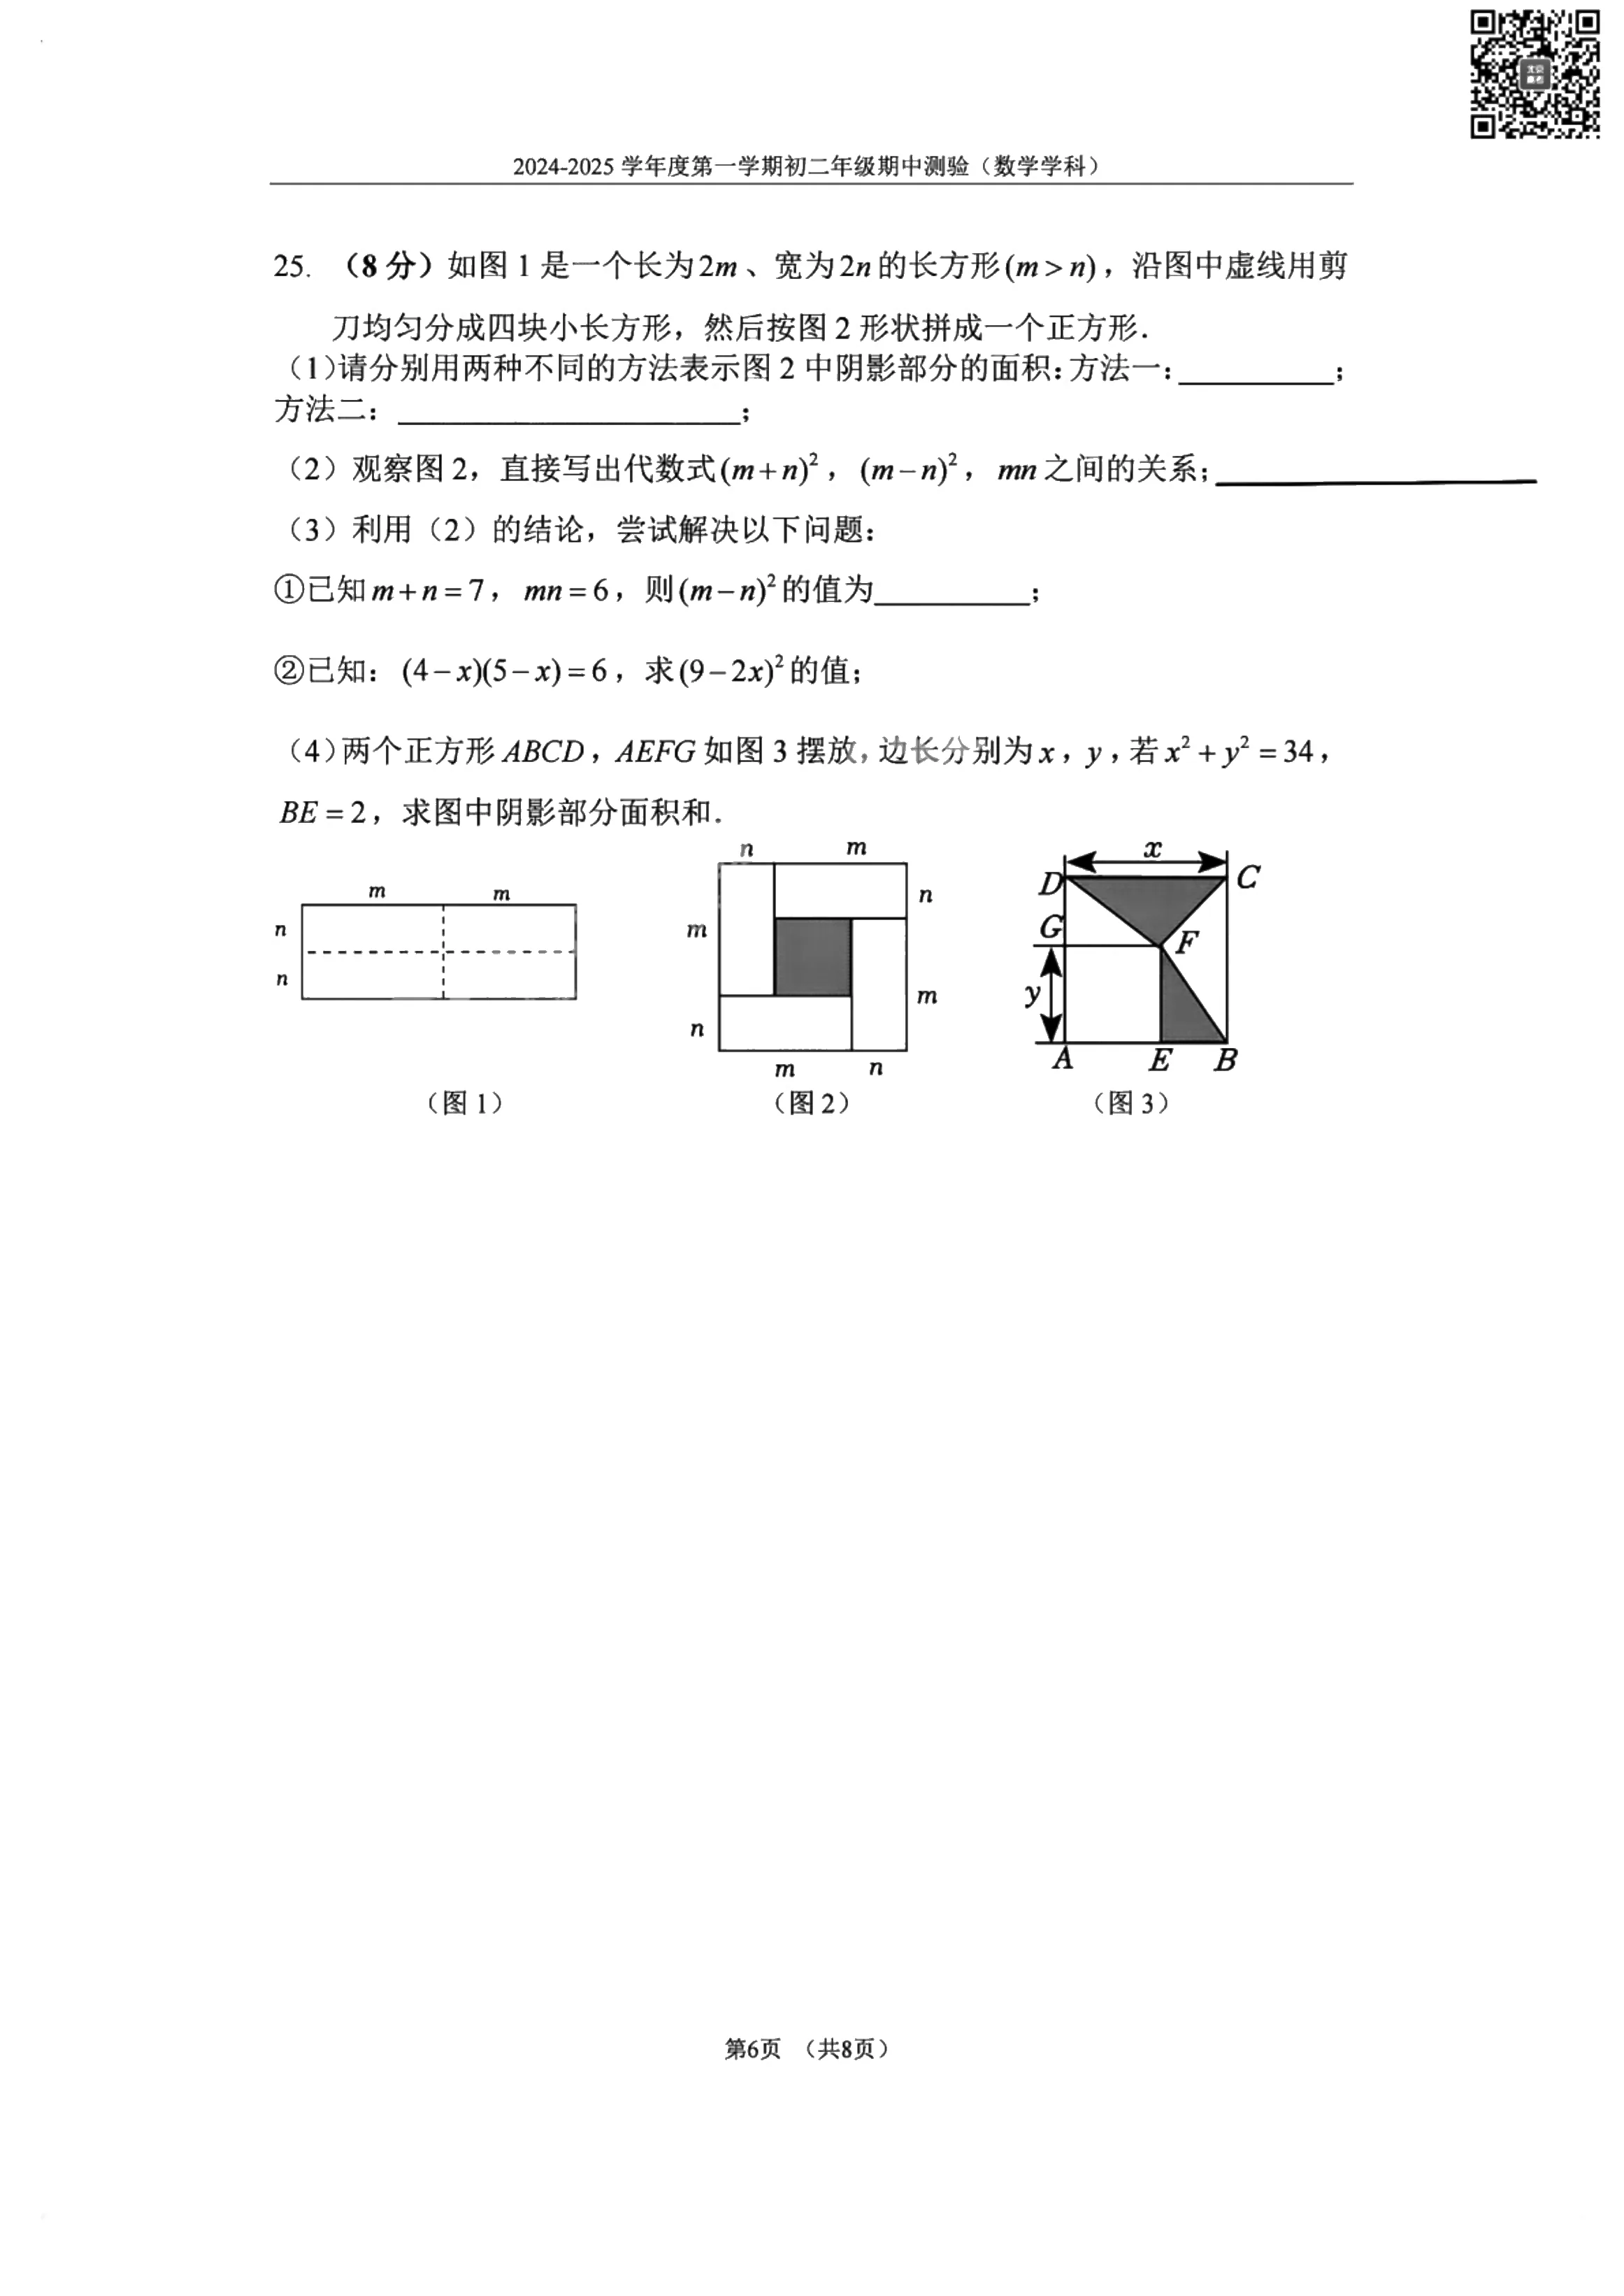 2024-2025 学年度第一学期初二年级期中测验（数学学科）
25. （8 分）如图 1 是一个长为2m、宽为2n的长方形(m > n)，沿图中虚线用剪
刀均匀分成四块小长方形，然后按图 2 形状拼成一个正方形．
（1）请分别用两种不同的方法表示图 2 中阴影部分的面积：方法一：__________；
方法二：______________________；
（2）观察图 2，直接写出代数式(m+n)²，(m−n)²，mn之间的关系；____________________
（3）利用（2）的结论，尝试解决以下问题：
①已知m+n=7，mn=6，则(m−n)²的值为__________；
②已知：(4−x)(5−x)=6，求(9−2x)²的值；
（4）两个正方形ABCD，AEFG如图 3 摆放，边长分别为x，y，若x²+y²=34，
BE=2，求图中阴影部分面积和．
m m
n
n
（图 1）
n m
n
m
m
n
m n
（图 2）
x
D C
G F
y
A E B
（图 3）
第6页 （共8页）